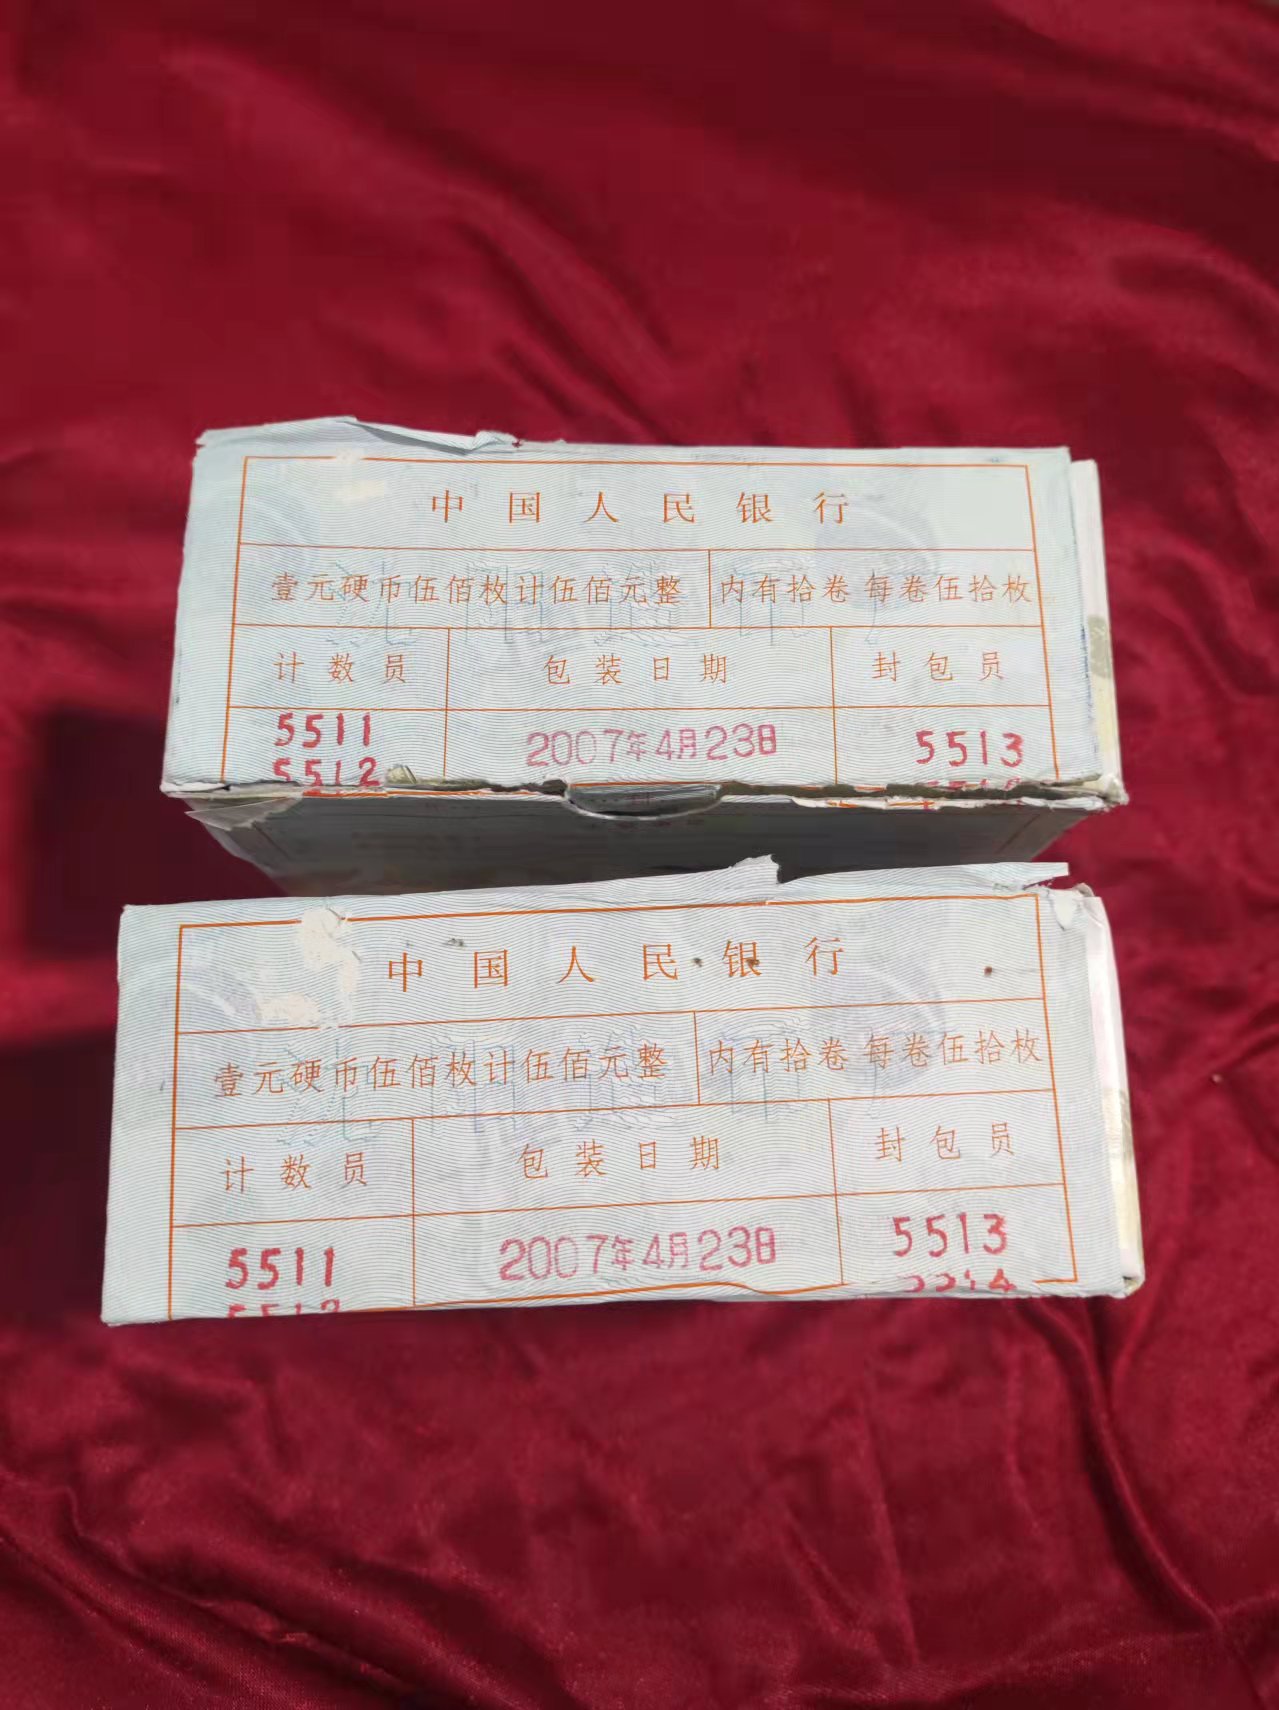 中国人民银行
壹元硬币伍佰枚计伍佰元整 内有拾卷 每卷伍拾枚
计数员 包装日期 封包员
5511 2007年4月23日 5513
5512
中国人民银行
壹元硬币伍佰枚计伍佰元整 内有拾卷 每卷伍拾枚
计数员 包装日期 封包员
5511 2007年4月23日 5513
5512 5514